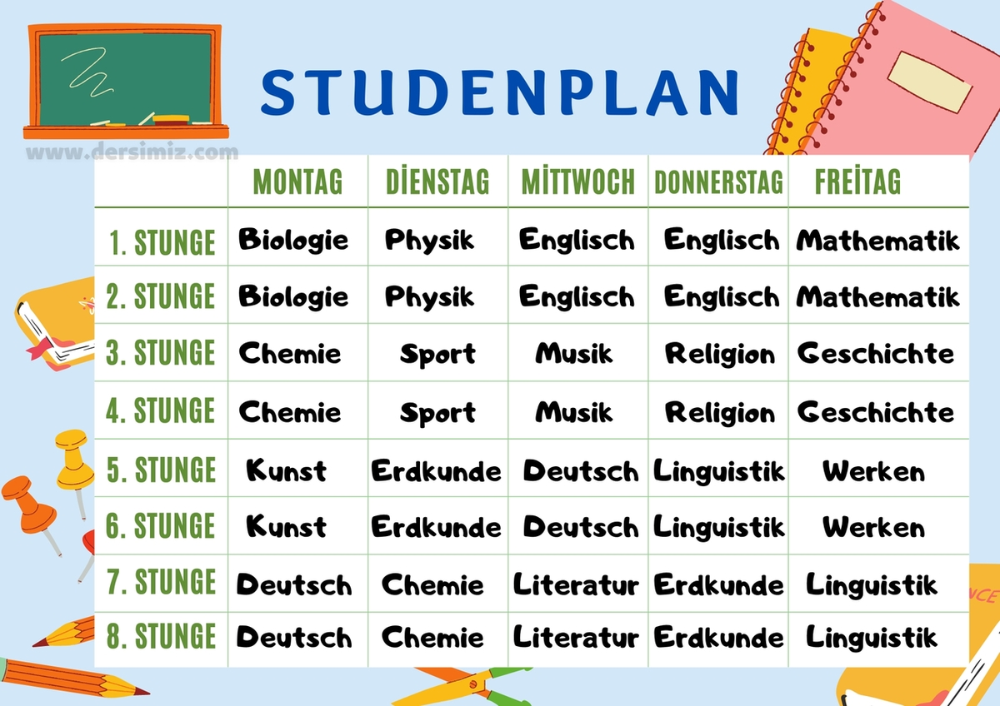 STUDENPLAN
www.dersimiz.com
MONTAG DİENSTAG MİTTWOCH DONNERSTAG FREİTAG
1. STUNGE Biologie Physik Englisch Englisch Mathematik
2. STUNGE Biologie Physik Englisch Englisch Mathematik
3. STUNGE Chemie Sport Musik Religion Geschichte
4. STUNGE Chemie Sport Musik Religion Geschichte
5. STUNGE Kunst Erdkunde Deutsch Linguistik Werken
6. STUNGE Kunst Erdkunde Deutsch Linguistik Werken
7. STUNGE Deutsch Chemie Literatur Erdkunde Linguistik
8. STUNGE Deutsch Chemie Literatur Erdkunde Linguistik